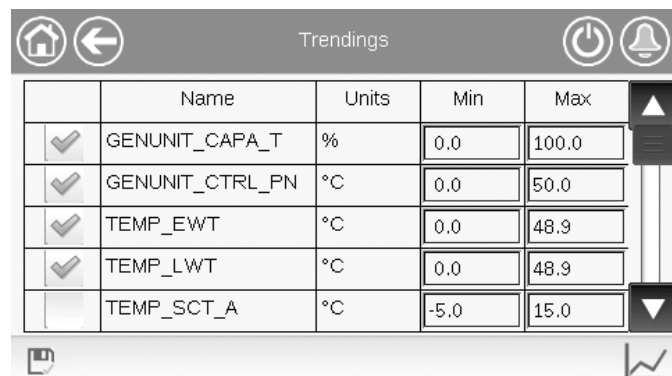 Trendings
Name Units Min Max
GENUNIT_CAPA_T % 0.0 100.0
GENUNIT_CTRL_PN °C 0.0 50.0
TEMP_EWT °C 0.0 48.9
TEMP_LWT °C 0.0 48.9
TEMP_SCT_A °C -5.0 15.0